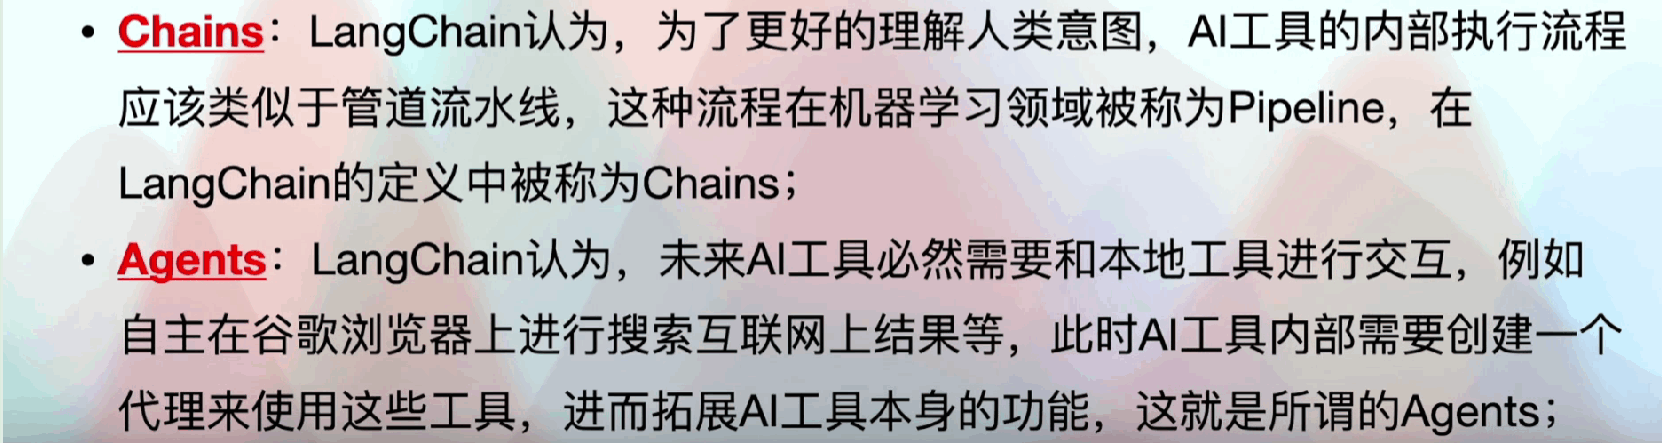 • Chains：LangChain认为，为了更好的理解人类意图，AI工具的内部执行流程
应该类似于管道流水线，这种流程在机器学习领域被称为Pipeline，在
LangChain的定义中被称为Chains；
• Agents：LangChain认为，未来AI工具必然需要和本地工具进行交互，例如
自主在谷歌浏览器上进行搜索互联网上结果等，此时AI工具内部需要创建一个
代理来使用这些工具，进而拓展AI工具本身的功能，这就是所谓的Agents；